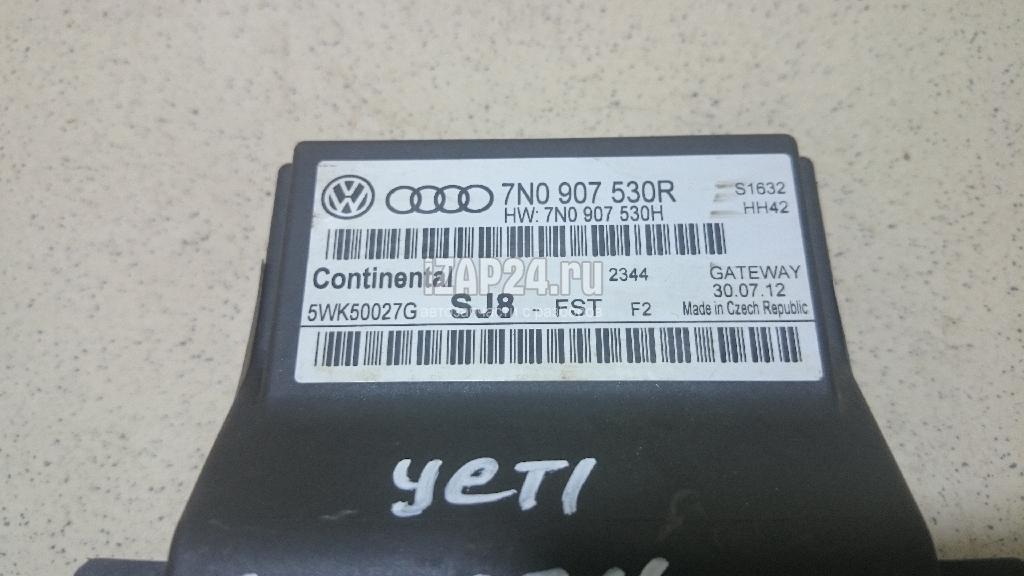 7N0 907 530R
S1632
HW: 7N0 907 530H
HH42
Continental
2344
GATEWAY
30.07.12
5WK50027G
SJ8
FST
F2
Made in Czech Republic
iZAP24.ru
YETI